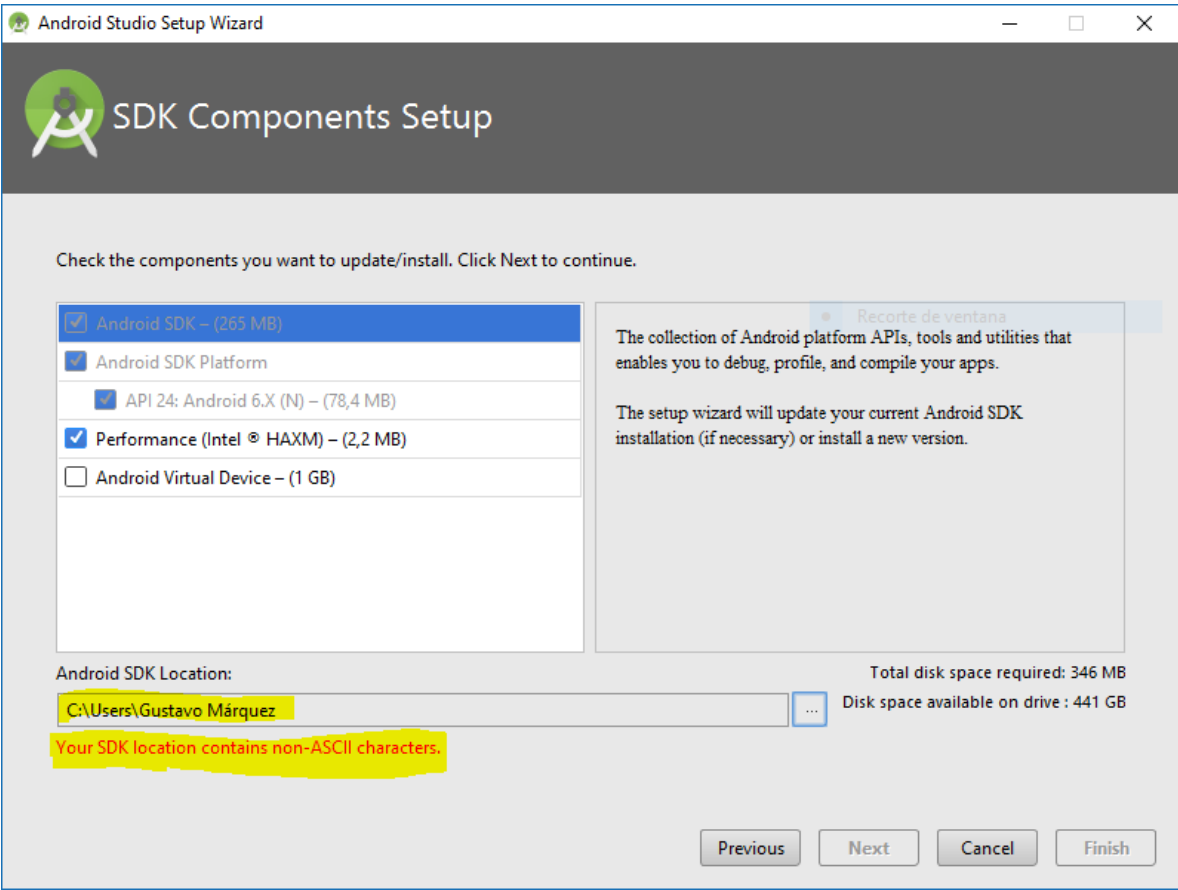 Android Studio Setup Wizard
SDK Components Setup
Check the components you want to update/install. Click Next to continue.
Android SDK – (265 MB)
Android SDK Platform
API 24: Android 6.X (N) – (78,4 MB)
Performance (Intel ® HAXM) – (2,2 MB)
Android Virtual Device – (1 GB)
Recorte de ventana
The collection of Android platform APIs, tools and utilities that
enables you to debug, profile, and compile your apps.
The setup wizard will update your current Android SDK
installation (if necessary) or install a new version.
Android SDK Location:
Total disk space required: 346 MB
C:\Users\Gustavo Márquez
...
Disk space available on drive : 441 GB
Your SDK location contains non-ASCII characters.
Previous
Next
Cancel
Finish